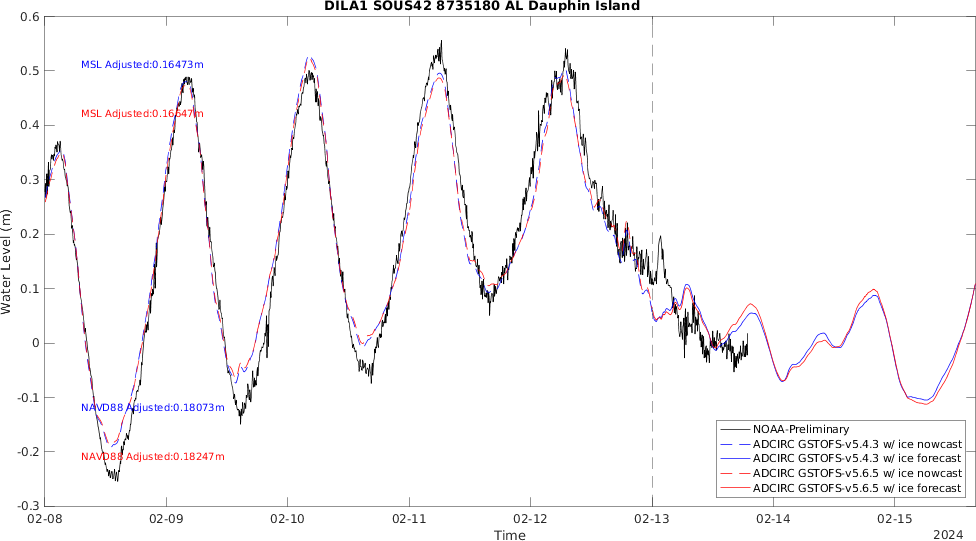 DILA1 SOUS42 8735180 AL Dauphin Island
Water Level (m)
0.6
0.5
0.4
0.3
0.2
0.1
0
-0.1
-0.2
-0.3
MSL Adjusted:0.16473m
MSL Adjusted:0.16647m
NAVD88 Adjusted:0.18073m
NAVD88 Adjusted:0.18247m
NOAA-Preliminary
ADCIRC GSTOFS-v5.4.3 w/ ice nowcast
ADCIRC GSTOFS-v5.4.3 w/ ice forecast
ADCIRC GSTOFS-v5.6.5 w/ ice nowcast
ADCIRC GSTOFS-v5.6.5 w/ ice forecast
02-08 02-09 02-10 02-11 02-12 02-13 02-14 02-15
Time
2024